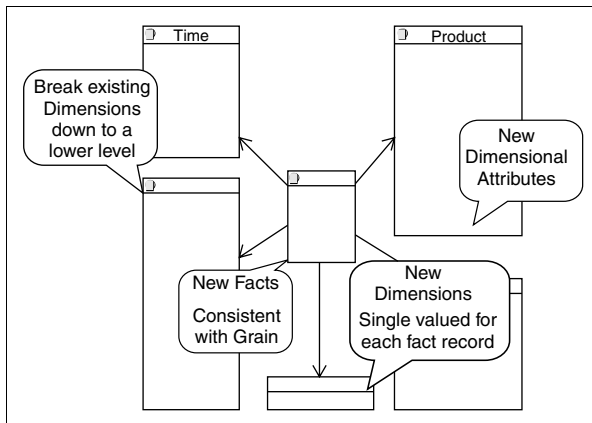 Time
Product
Break existing
Dimensions
down to a
lower level
New
Dimensional
Attributes
New Facts
Consistent
with Grain
New
Dimensions
Single valued for
each fact record